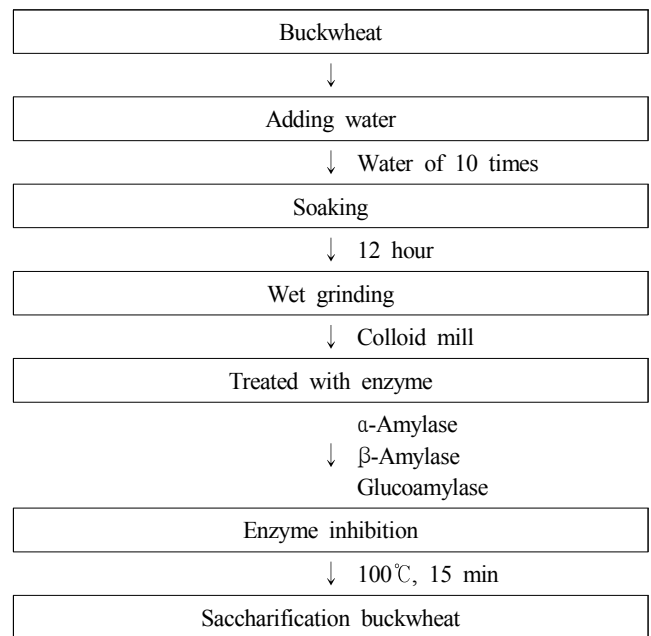 Buckwheat
↓
Adding water
↓ Water of 10 times
Soaking
↓ 12 hour
Wet grinding
↓ Colloid mill
Treated with enzyme
α-Amylase
↓ β-Amylase
Glucoamylase
Enzyme inhibition
↓ 100℃, 15 min
Saccharification buckwheat